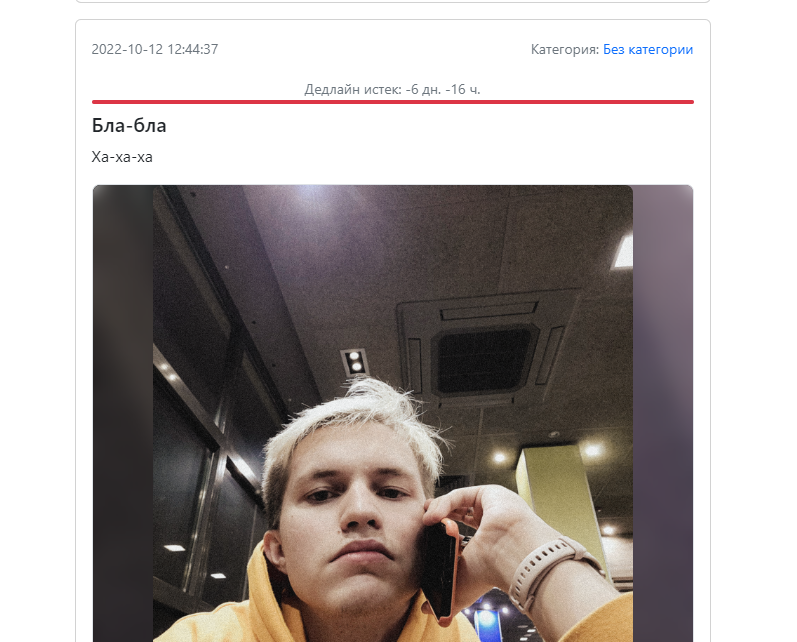 2022-10-12 12:44:37
Категория: Без категории
Дедлайн истек: -6 дн. -16 ч.
Бла-бла
Ха-ха-ха